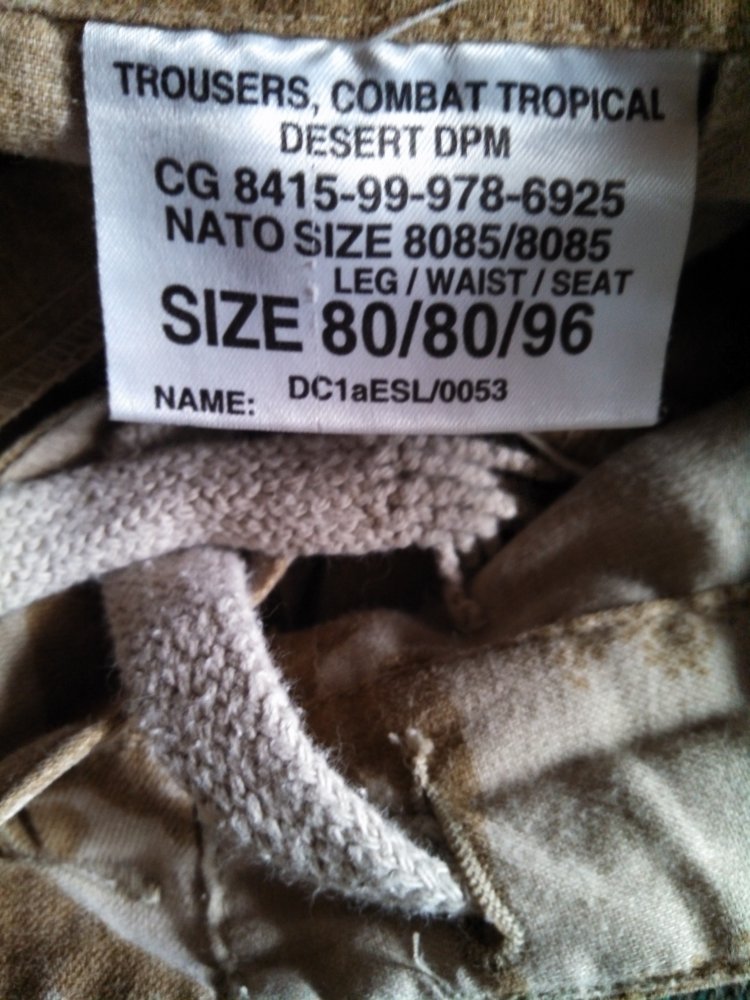 TROUSERS, COMBAT TROPICAL
DESERT DPM
CG 8415-99-978-6925
NATO SIZE 8085/8085
LEG / WAIST / SEAT
SIZE 80/80/96
NAME: DC1aESL/0053